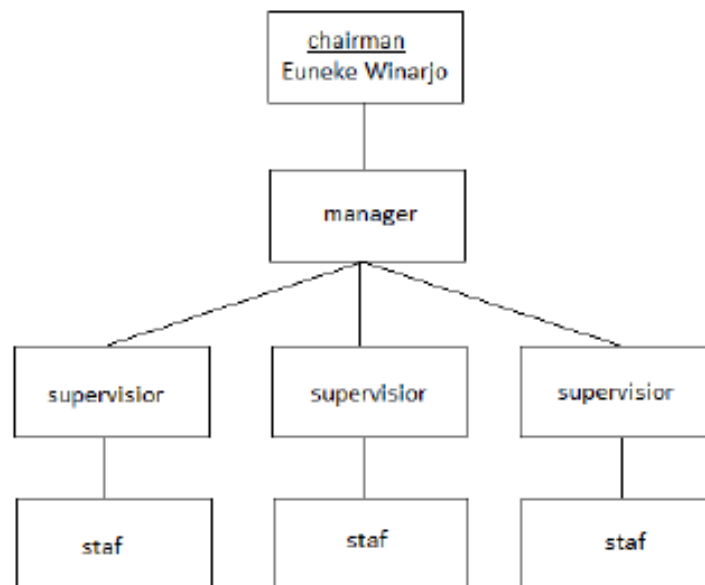 chairman
Euneke Winarjo
manager
supervisior
supervisior
supervisior
staf
staf
staf